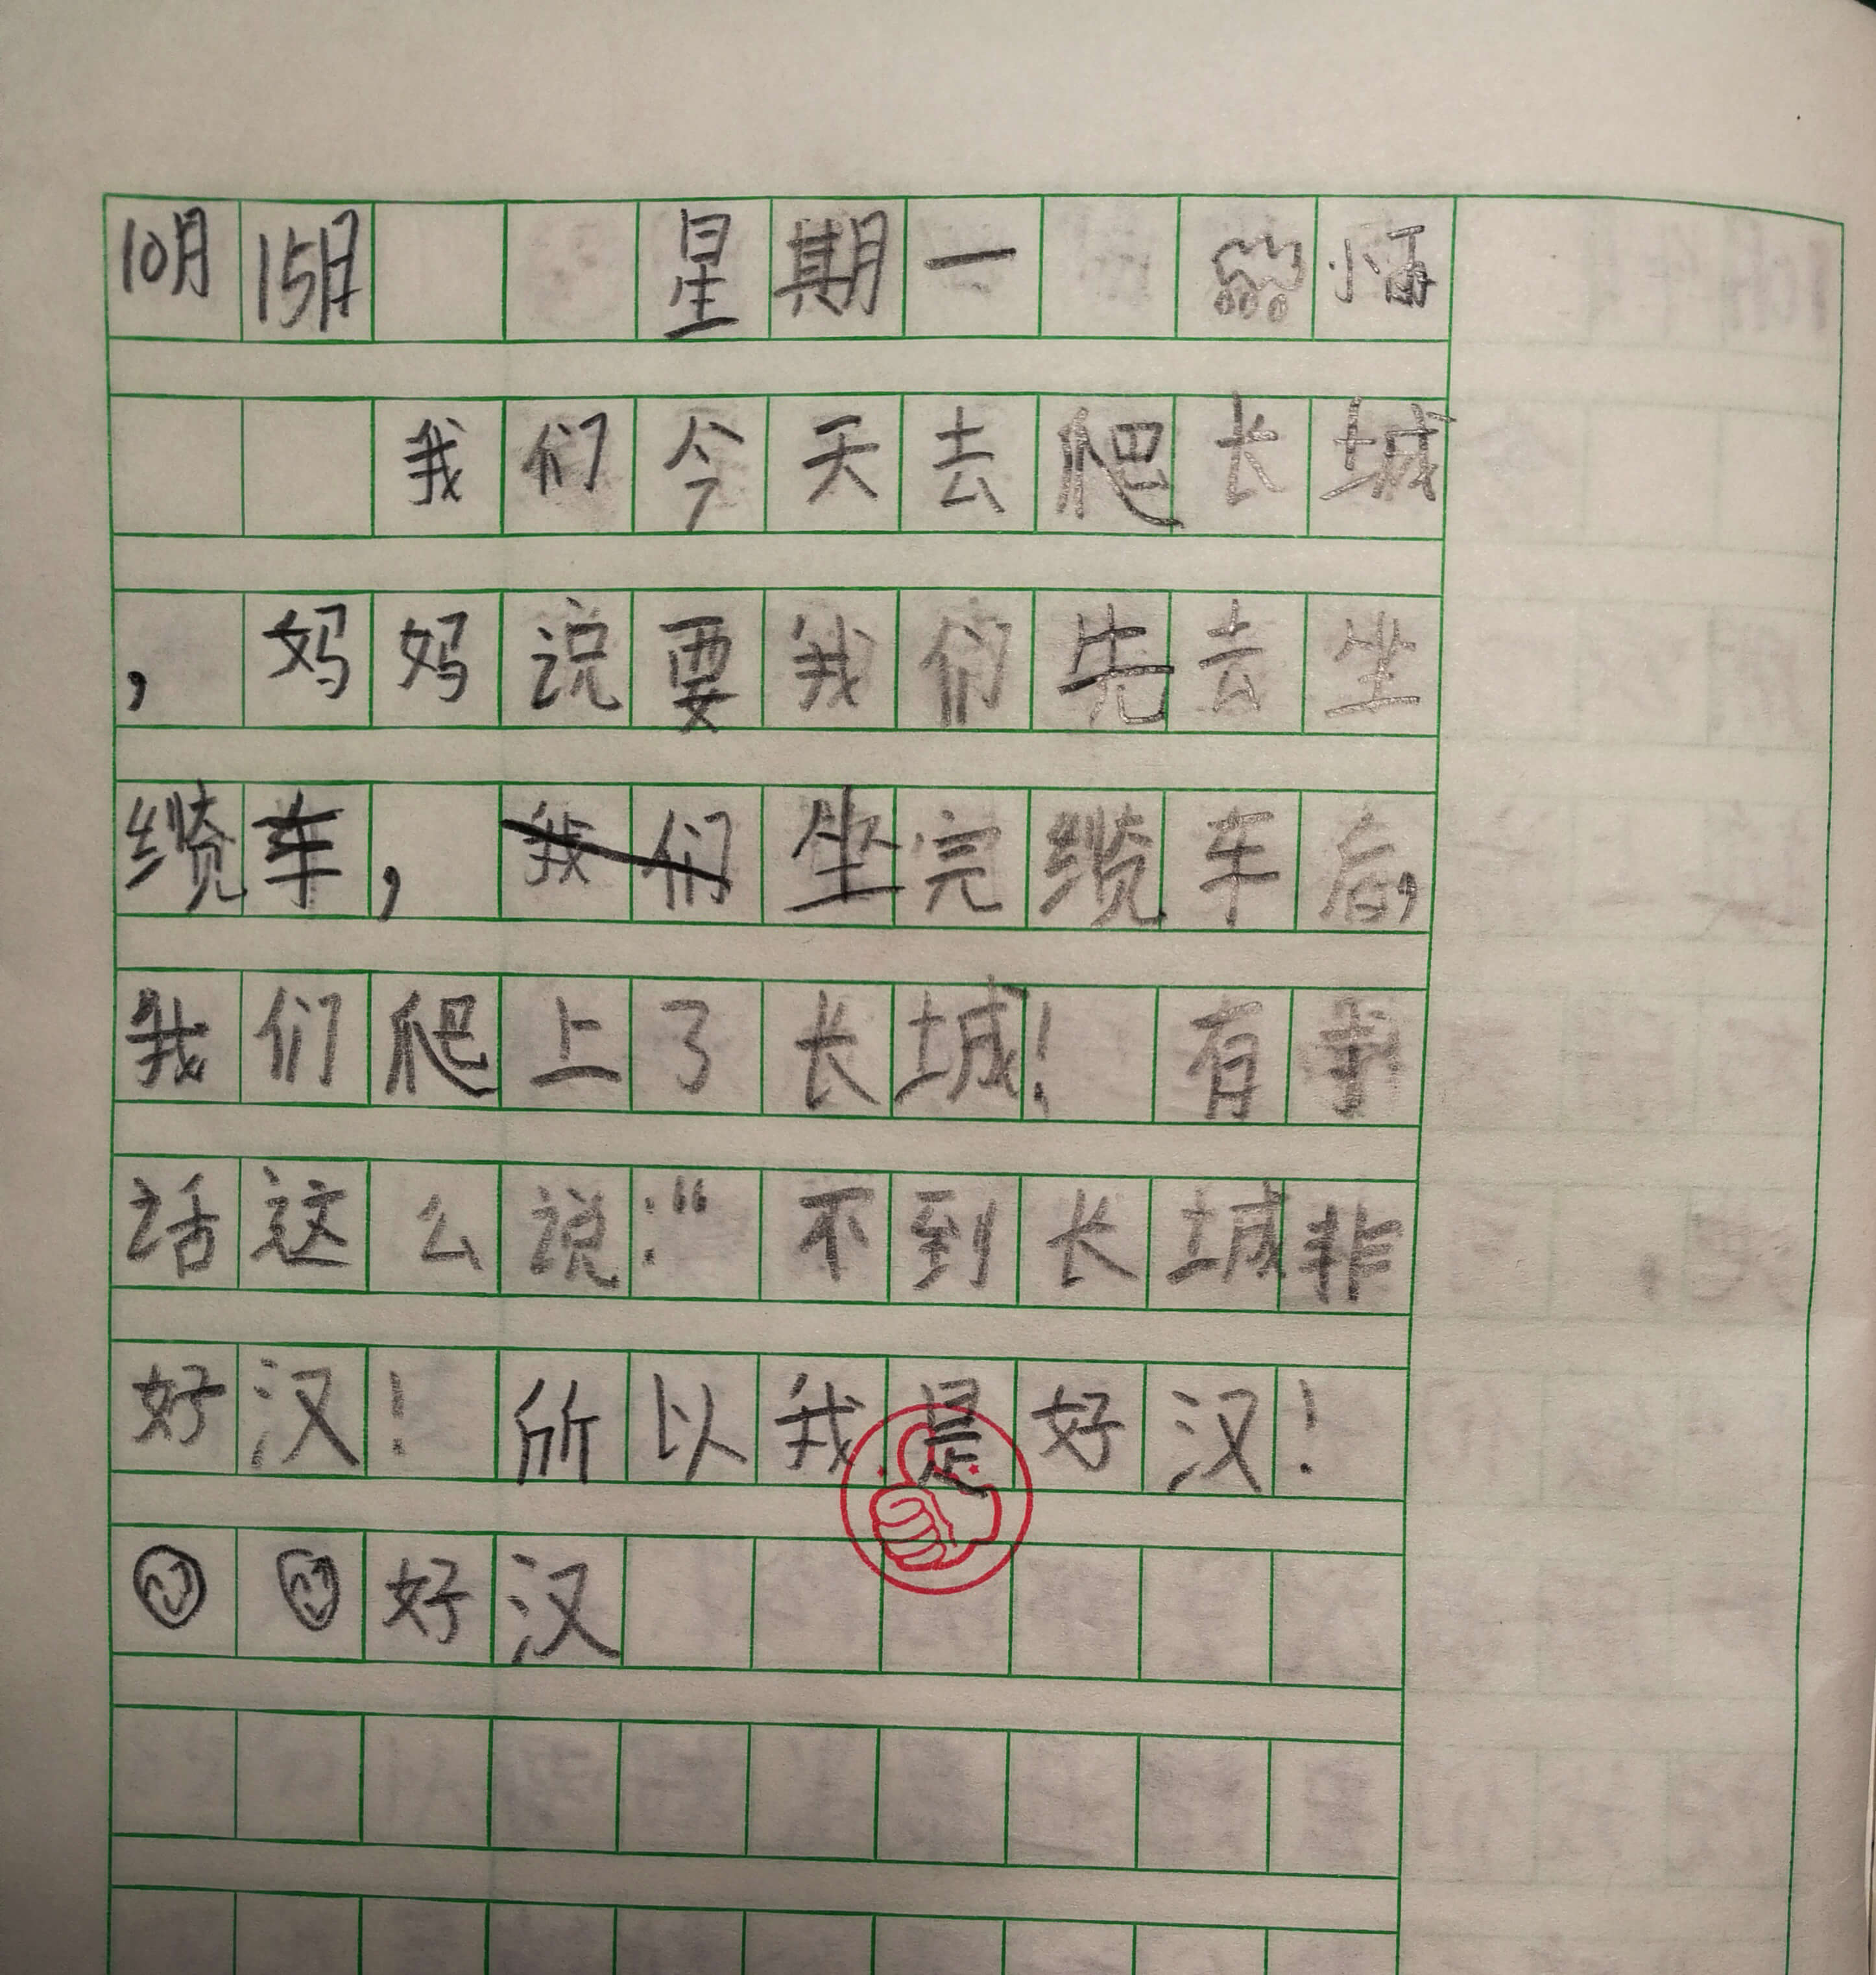 10月15日 星期一 小雨
我们今天去爬长城
，妈妈说要我们先去坐
缆车，我们坐完缆车后，
我们爬上了长城！有
话这么说：“不到长城非
好汉！所以我是好汉！
好汉